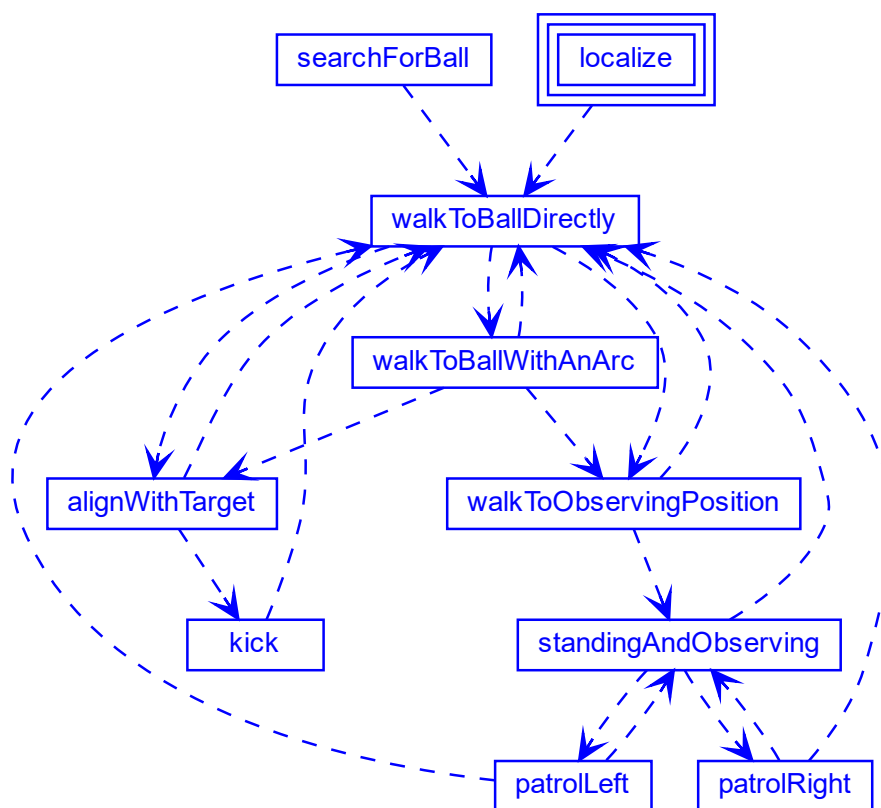 searchForBall
localize
walkToBallDirectly
walkToBallWithAnArc
alignWithTarget
walkToObservingPosition
kick
standingAndObserving
patrolLeft
patrolRight